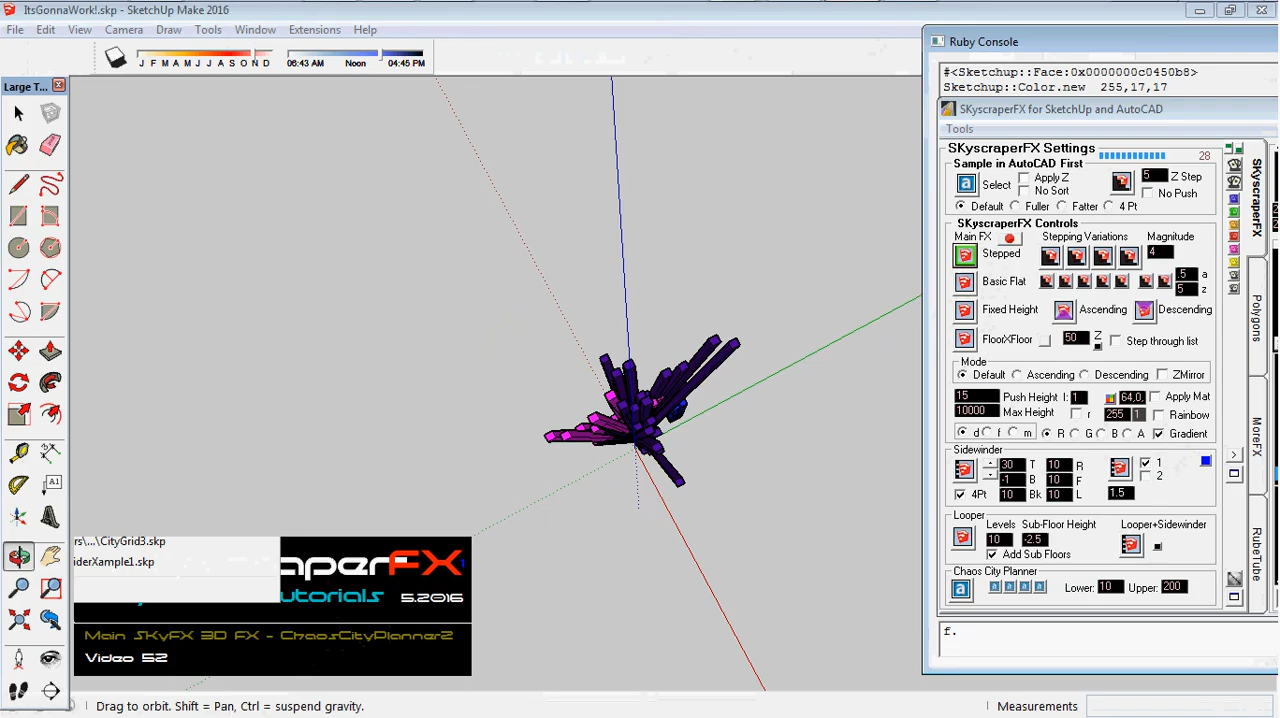 ItsGonnaWork!.skp - SketchUp Make 2016
File Edit View Camera Draw Tools Window Extensions Help
J F M A M J J A S O N D
06:43 AM Noon 04:45 PM
Large T...
A1
Ruby Console
#<Sketchup::Face:0x0000000c0450b8>
Sketchup::Color.new 255,17,17
SKyscraperFX for SketchUp and AutoCAD
Tools
SKyscraperFX Settings 28
Sample in AutoCAD First
a Select Apply Z 5 Z Step
No Sort No Push
Default Fuller Fatter 4 Pt
SKyscraperFX Controls
Main FX Stepping Variations Magnitude
Stepped 4
Basic Flat .5 a
5 z
Fixed Height Ascending Descending
FloorXFloor 50 Z Step through list
Mode
Default Ascending Descending ZMirror
15 Push Height I: 1 64,0, Apply Mat
10000 Max Height r 255 1 Rainbow
d f m R G B A Gradient
Sidewinder
30 T 10 R 1
-1 B 10 F 2
4Pt 10 Bk 10 L 1.5
Looper
Levels Sub-Floor Height Looper+Sidewinder
10 -2.5
Add Sub Floors
Chaos City Planner
a a a a a Lower: 10 Upper: 200
SKyscraperFX
Polygons
MoreFX
RubeTube
f.
rs\...\CityGrid3.skp
iderXample1.skp
aperFX
utorials 5.2016
Main SKyFX 3D FX - ChaosCityPlanner2
Video 52
Drag to orbit. Shift = Pan, Ctrl = suspend gravity.
Measurements